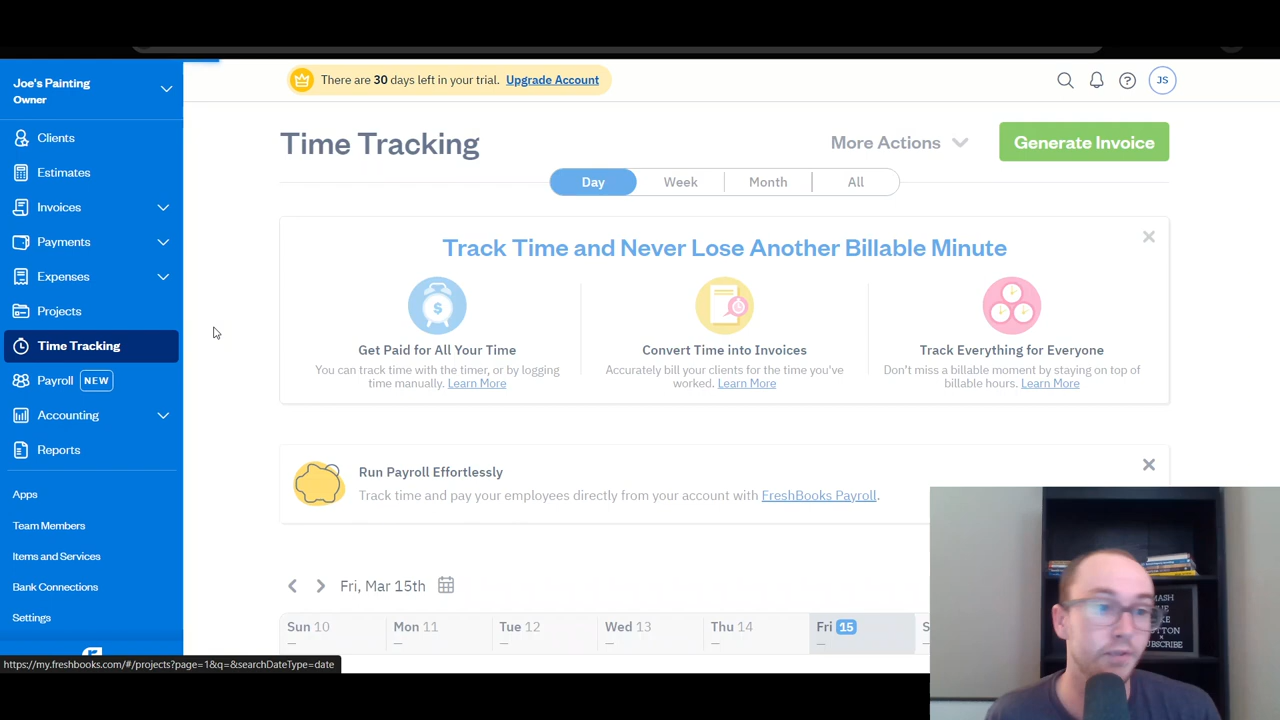 Joe's Painting
Owner
There are 30 days left in your trial. Upgrade Account
JS
Clients
Estimates
Invoices
Payments
Expenses
Projects
Time Tracking
Payroll NEW
Accounting
Reports
Apps
Team Members
Items and Services
Bank Connections
Settings
Time Tracking
More Actions
Generate Invoice
Day
Week
Month
All
Track Time and Never Lose Another Billable Minute
Get Paid for All Your Time
You can track time with the timer, or by logging
time manually. Learn More
Convert Time into Invoices
Accurately bill your clients for the time you've
worked. Learn More
Track Everything for Everyone
Don't miss a billable moment by staying on top of
billable hours. Learn More
Run Payroll Effortlessly
Track time and pay your employees directly from your account with FreshBooks Payroll.
Fri, Mar 15th
Sun 10
Mon 11
Tue 12
Wed 13
Thu 14
Fri 15
S
—
—
—
—
—
—
https://my.freshbooks.com/#/projects?page=1&q=&searchDateType=date
SUBSCRIBE